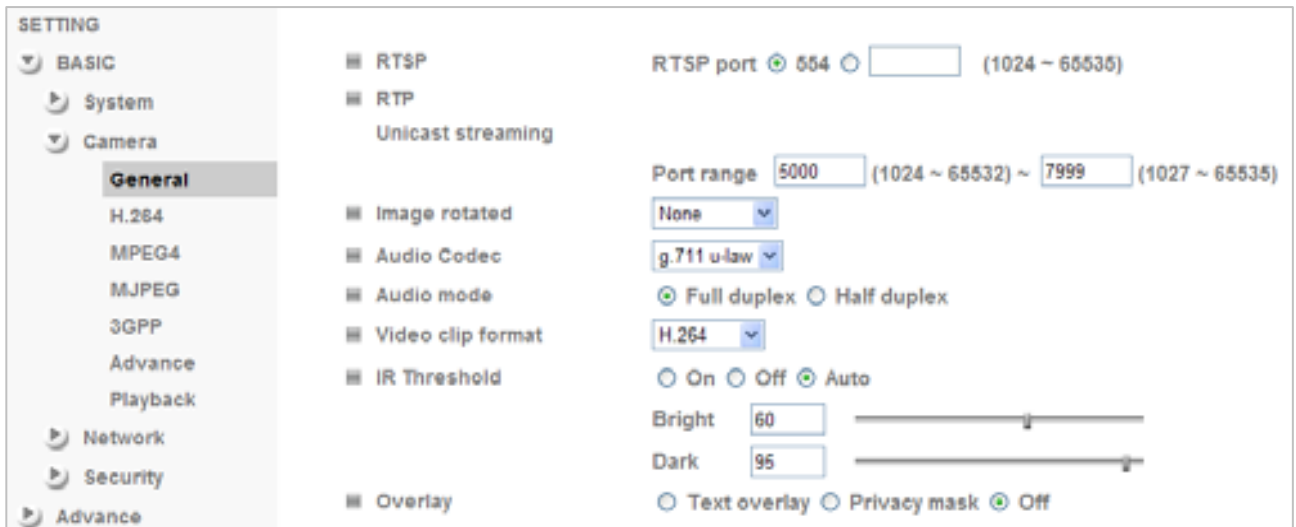 SETTING
BASIC
System
Camera
General
H.264
MPEG4
MJPEG
3GPP
Advance
Playback
Network
Security
Advance
RTSP RTSP port 554 (1024 ~ 65535)
RTP
Unicast streaming
Port range 5000 (1024 ~ 65532) ~ 7999 (1027 ~ 65535)
Image rotated None
Audio Codec g.711 u-law
Audio mode Full duplex Half duplex
Video clip format H.264
IR Threshold On Off Auto
Bright 60
Dark 95
Overlay Text overlay Privacy mask Off